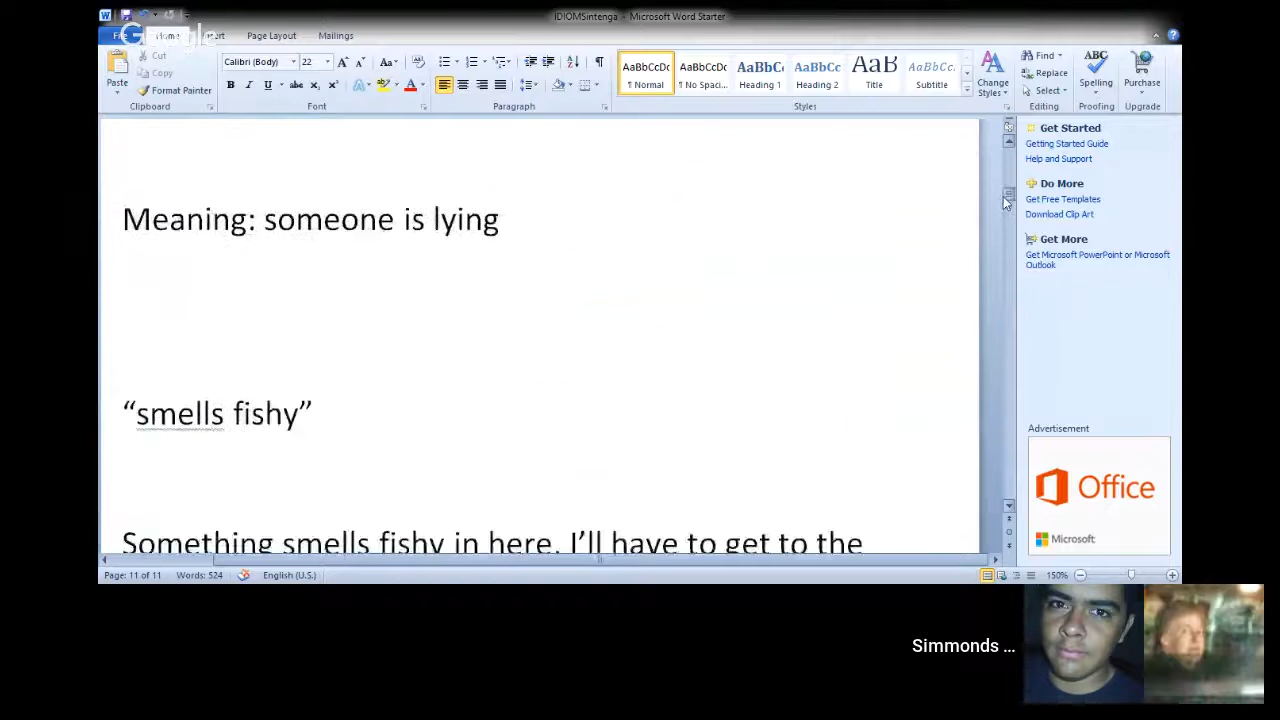 IDIOMSintenga - Microsoft Word Starter
Google
File
Home
Insert
Page Layout
Mailings
Paste
Cut
Copy
Format Painter
Clipboard
Calibri (Body)
22
Font
Paragraph
AaBbCcDc
¶ Normal
AaBbCcDc
¶ No Spaci...
AaBbC
Heading 1
AaBbCc
Heading 2
AaB
Title
AaBbCc.
Subtitle
Styles
Change
Styles
Find
Replace
Select
Editing
ABC
Spelling
Proofing
Purchase
Upgrade
Meaning: someone is lying
“smells fishy”
Something smells fishy in here. I’ll have to get to the
Get Started
Getting Started Guide
Help and Support
Do More
Get Free Templates
Download Clip Art
Get More
Get Microsoft PowerPoint or Microsoft
Outlook
Advertisement
Office
Microsoft
Page: 11 of 11
Words: 524
English (U.S.)
150%
Simmonds ...